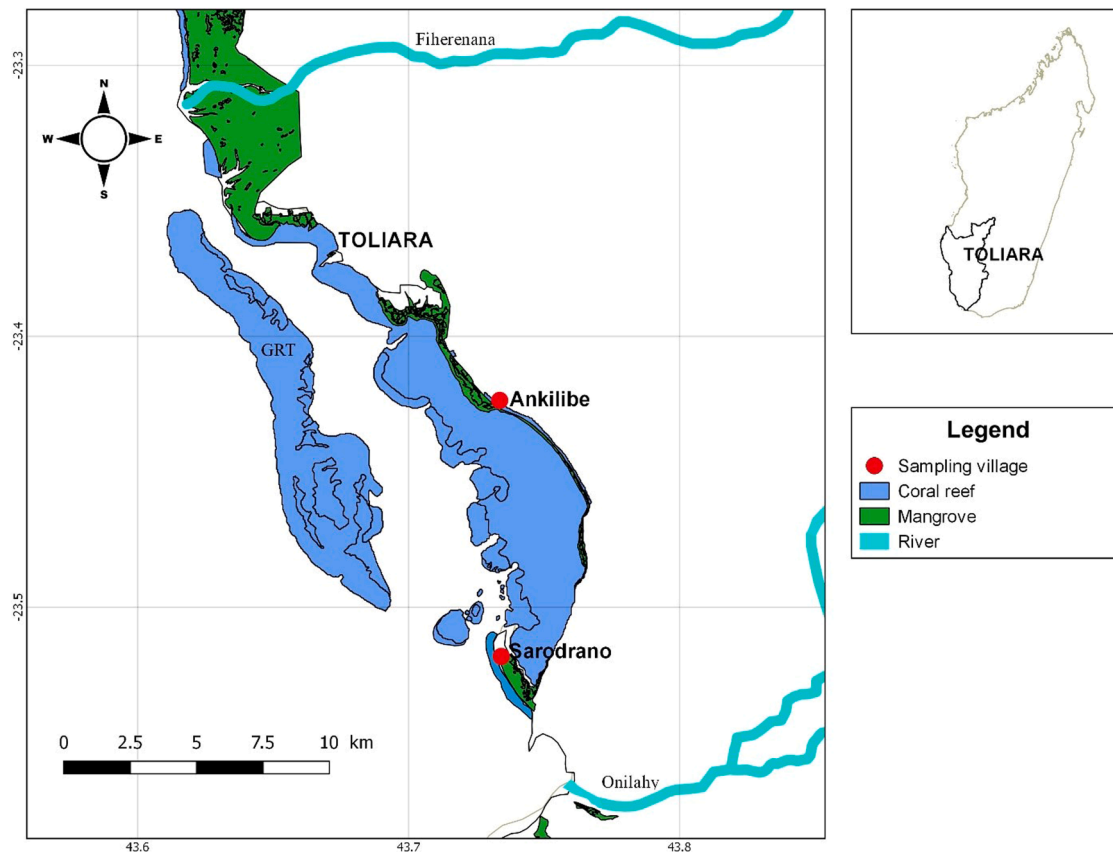 Fiherenana
-23.3
N
W E
S
TOLIARA
TOLIARA
-23.4
GRT
Ankilibe
Legend
Sampling village
Coral reef
Mangrove
River
-23.5
Sarodrano
0 2.5 5 7.5 10 km
Onilahy
43.6 43.7 43.8